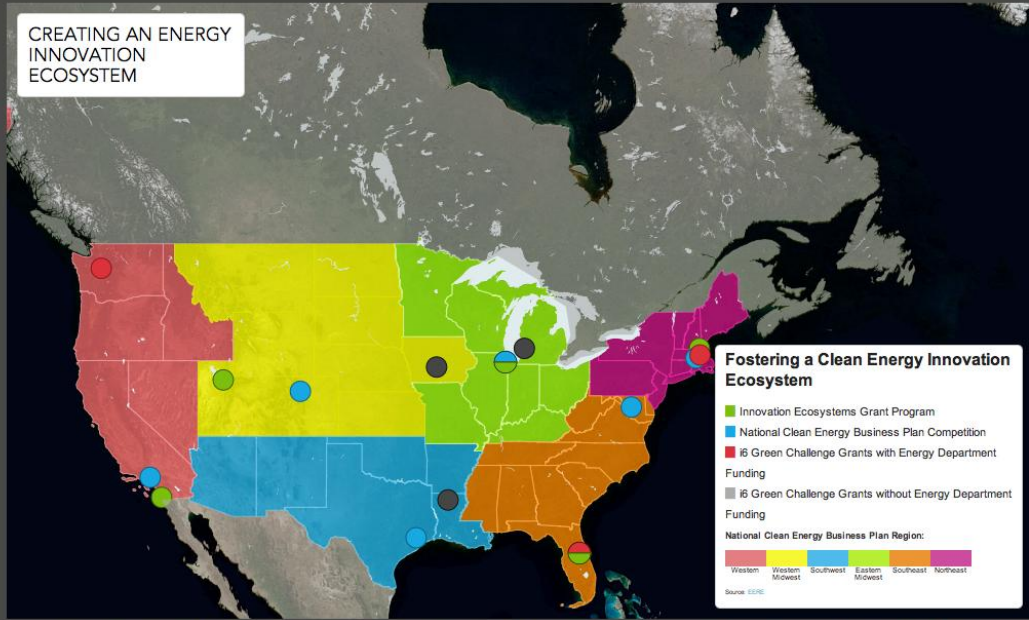 CREATING AN ENERGY
INNOVATION
ECOSYSTEM
Fostering a Clean Energy Innovation
Ecosystem
Innovation Ecosystems Grant Program
National Clean Energy Business Plan Competition
i6 Green Challenge Grants with Energy Department
Funding
i6 Green Challenge Grants without Energy Department
Funding
National Clean Energy Business Plan Region:
Western
Western
Midwest
Southwest
Eastern
Midwest
Southeast
Northeast
Source: EERE